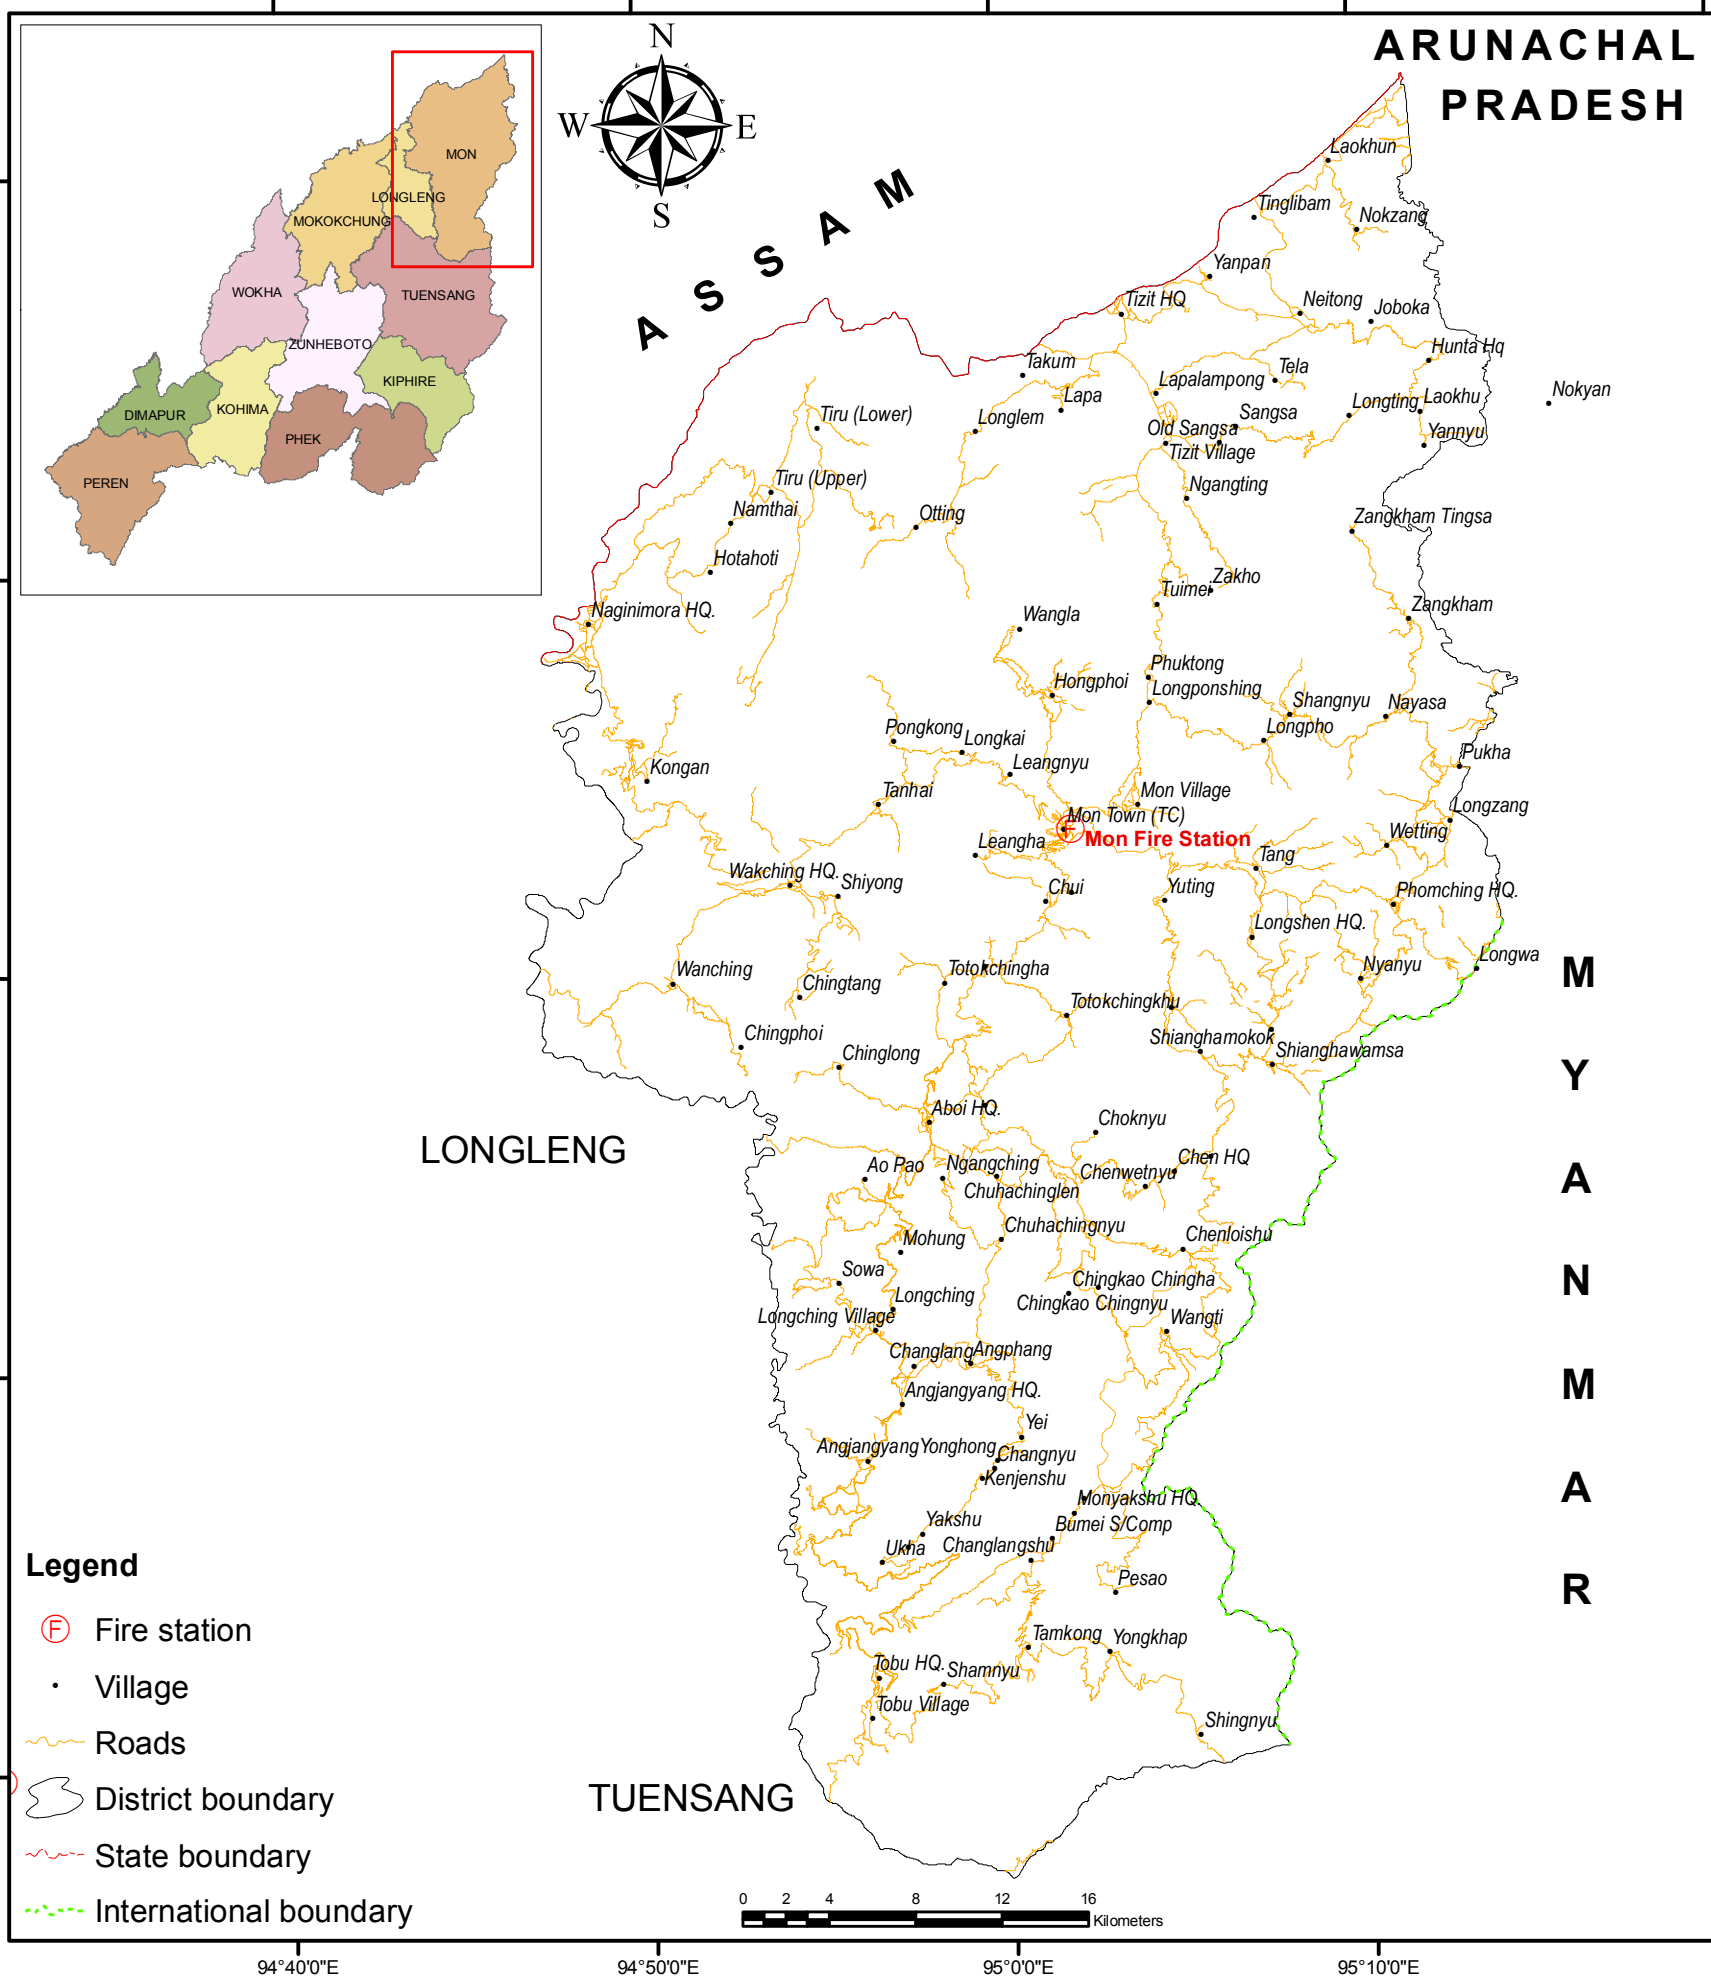 ARUNACHAL
PRADESH
N
W
E
S
ASSAM
MON
LONGLENG
MOKOKCHUNG
WOKHA
TUENSANG
ZUNHEBOTO
KIPHIRE
DIMAPUR
KOHIMA
PHEK
PEREN
Laokhun
Tinglibam
Nokzang
Yanpan
Tizit HQ
Neitong
Joboka
Hunta Hq
Takum
Lapalampong
Tela
Nokyan
Lapa
Longting
Laokhu
Tiru (Lower)
Longlem
Sangsa
Old Sangsa
Yannyu
Tizit Village
Tiru (Upper)
Ngangting
Namthai
Otting
Zangkham Tingsa
Hotahoti
Zakho
Tuimei
Naginimora HQ.
Wangla
Zangkham
Phuktong
Hongphoi
Longponshing
Shangnyu
Nayasa
Pongkong
Longkai
Longpho
Pukha
Kongan
Leangnyu
Tanhai
Mon Village
Longzang
Mon Town (TC)
F
Mon Fire Station
Wetting
Leangha
Tang
Wakching HQ.
Shiyong
Chui
Yuting
Phomching HQ.
Longshen HQ.
Wanching
Totokchingha
Nyanyu
Longwa
Chingtang
Totokchingkhu
Chingphoi
Shianghamokok
Chinglong
Shianghawamsa
MYANMAR
Aboi HQ.
Choknyu
LONGLENG
Ao Pao
Ngangching
Chenwetnyu
Chen HQ
Chuhachinglen
Chuhachingnyu
Mohung
Chenloishu
Sowa
Chingkao Chingha
Longching
Chingkao Chingnyu
Longching Village
Wangti
Changlang
Angphang
Angjangyang HQ.
Yei
Angjangyang
Yonghong
Changnyu
Kenjenshu
Monyakshu HQ
Yakshu
Bumei S/Comp
Ukha
Changlangshu
Pesao
Tamkong
Yongkhap
Tobu HQ.
Shamnyu
Tobu Village
Shingnyu
TUENSANG
Legend
F Fire station
Village
Roads
District boundary
State boundary
International boundary
0 2 4 8 12 16
Kilometers
94°40'0"E 94°50'0"E 95°0'0"E 95°10'0"E